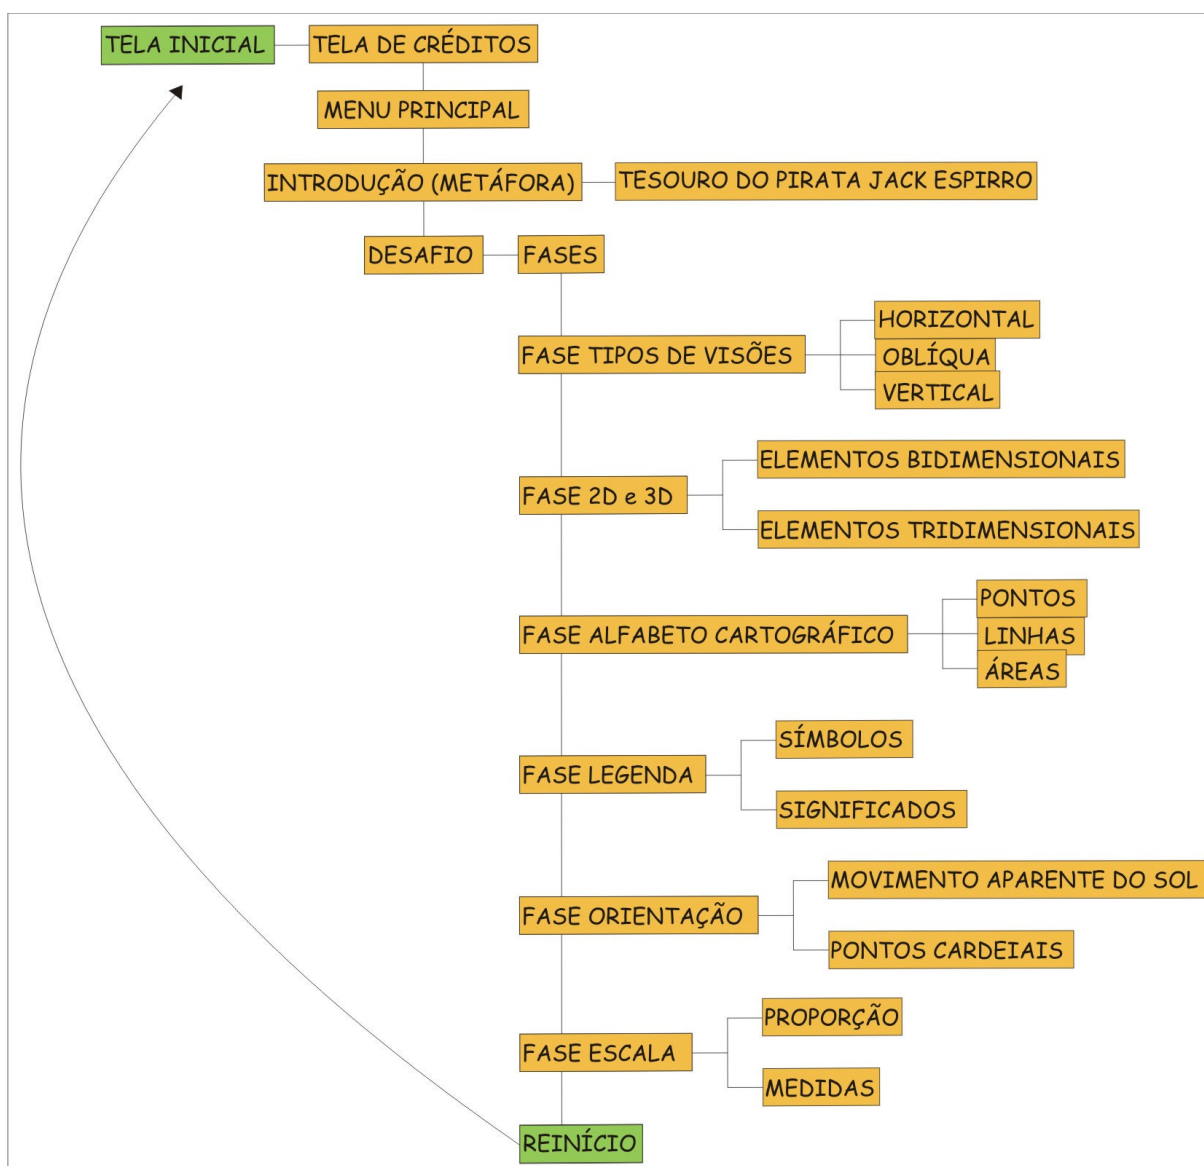 TELA INICIAL
TELA DE CRÉDITOS
MENU PRINCIPAL
INTRODUÇÃO (METÁFORA)
TESOURO DO PIRATA JACK ESPIRRO
DESAFIO
FASES
FASE TIPOS DE VISÕES
HORIZONTAL
OBLÍQUA
VERTICAL
FASE 2D e 3D
ELEMENTOS BIDIMENSIONAIS
ELEMENTOS TRIDIMENSIONAIS
FASE ALFABETO CARTOGRÁFICO
PONTOS
LINHAS
ÁREAS
FASE LEGENDA
SÍMBOLOS
SIGNIFICADOS
FASE ORIENTAÇÃO
MOVIMENTO APARENTE DO SOL
PONTOS CARDEIAIS
FASE ESCALA
PROPORÇÃO
MEDIDAS
REINÍCIO